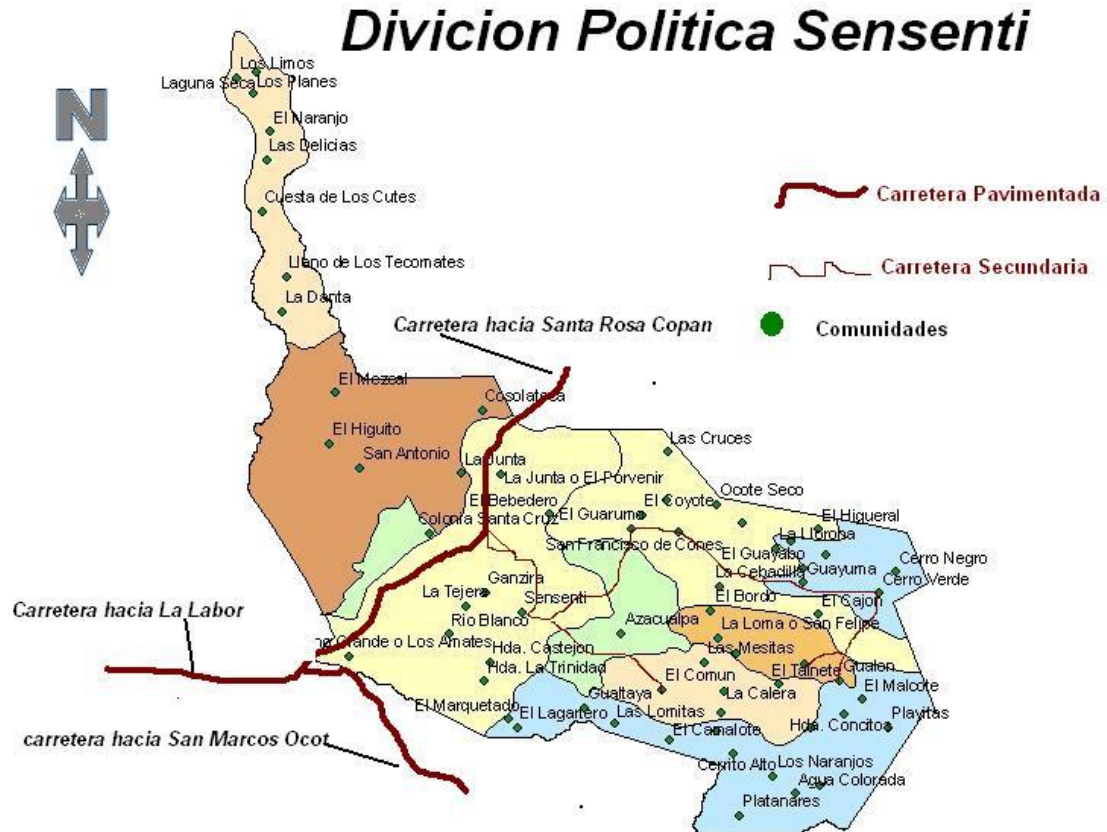 Divicion Politica Sensenti
N
Los Limos
Laguna Seca
Los Planes
El Naranjo
Las Delicias
Cuesta de Los Cutes
Llano de Los Tecomates
La Danta
Carretera Pavimentada
Carretera Secundaria
Comunidades
Carretera hacia Santa Rosa Copan
El Mezcal
Cosolateca
El Higuito
San Antonio
La Junta
La Junta o El Porvenir
Las Cruces
El Bebedero
Colonia Santa Cruz
El Guaruma
El Coyote
Ocote Seco
San Francisco de Cones
El Higueral
La Lloroba
El Guayabo
Guayuma
Cerro Negro
La Cebadilla
Cerro Verde
Ganzira
La Tejera
Sensenti
El Bordo
El Cajon
Carretera hacia La Labor
Rio Blanco
Azacualpa
La Loma o San Felipe
Grande o Los Amates
Hda. Castejon
Las Mesitas
Hda. La Trinidad
El Comun
El Talnete
Gualon
El Malcote
Gualtaya
La Calera
El Marquetado
El Lagartero
Las Lomitas
Hda. Concitos
Playitas
carretera hacia San Marcos Ocot
El Camalote
Cerrito Alto
Los Naranjos
Agua Colorada
Platanares